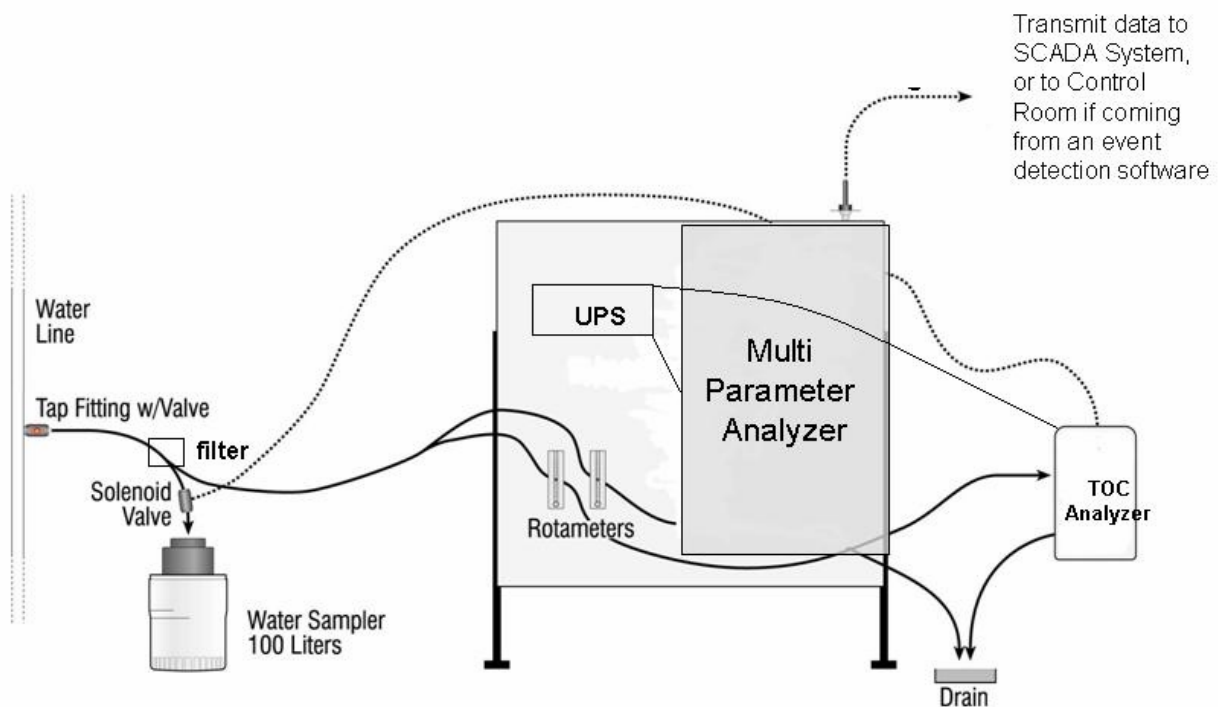 Transmit data to
SCADA System,
or to Control
Room if coming
from an event
detection software
Water
Line
UPS
Multi
Parameter
Analyzer
Tap Fitting w/Valve
filter
Solenoid
Valve
Rotameters
TOC
Analyzer
Water Sampler
100 Liters
Drain